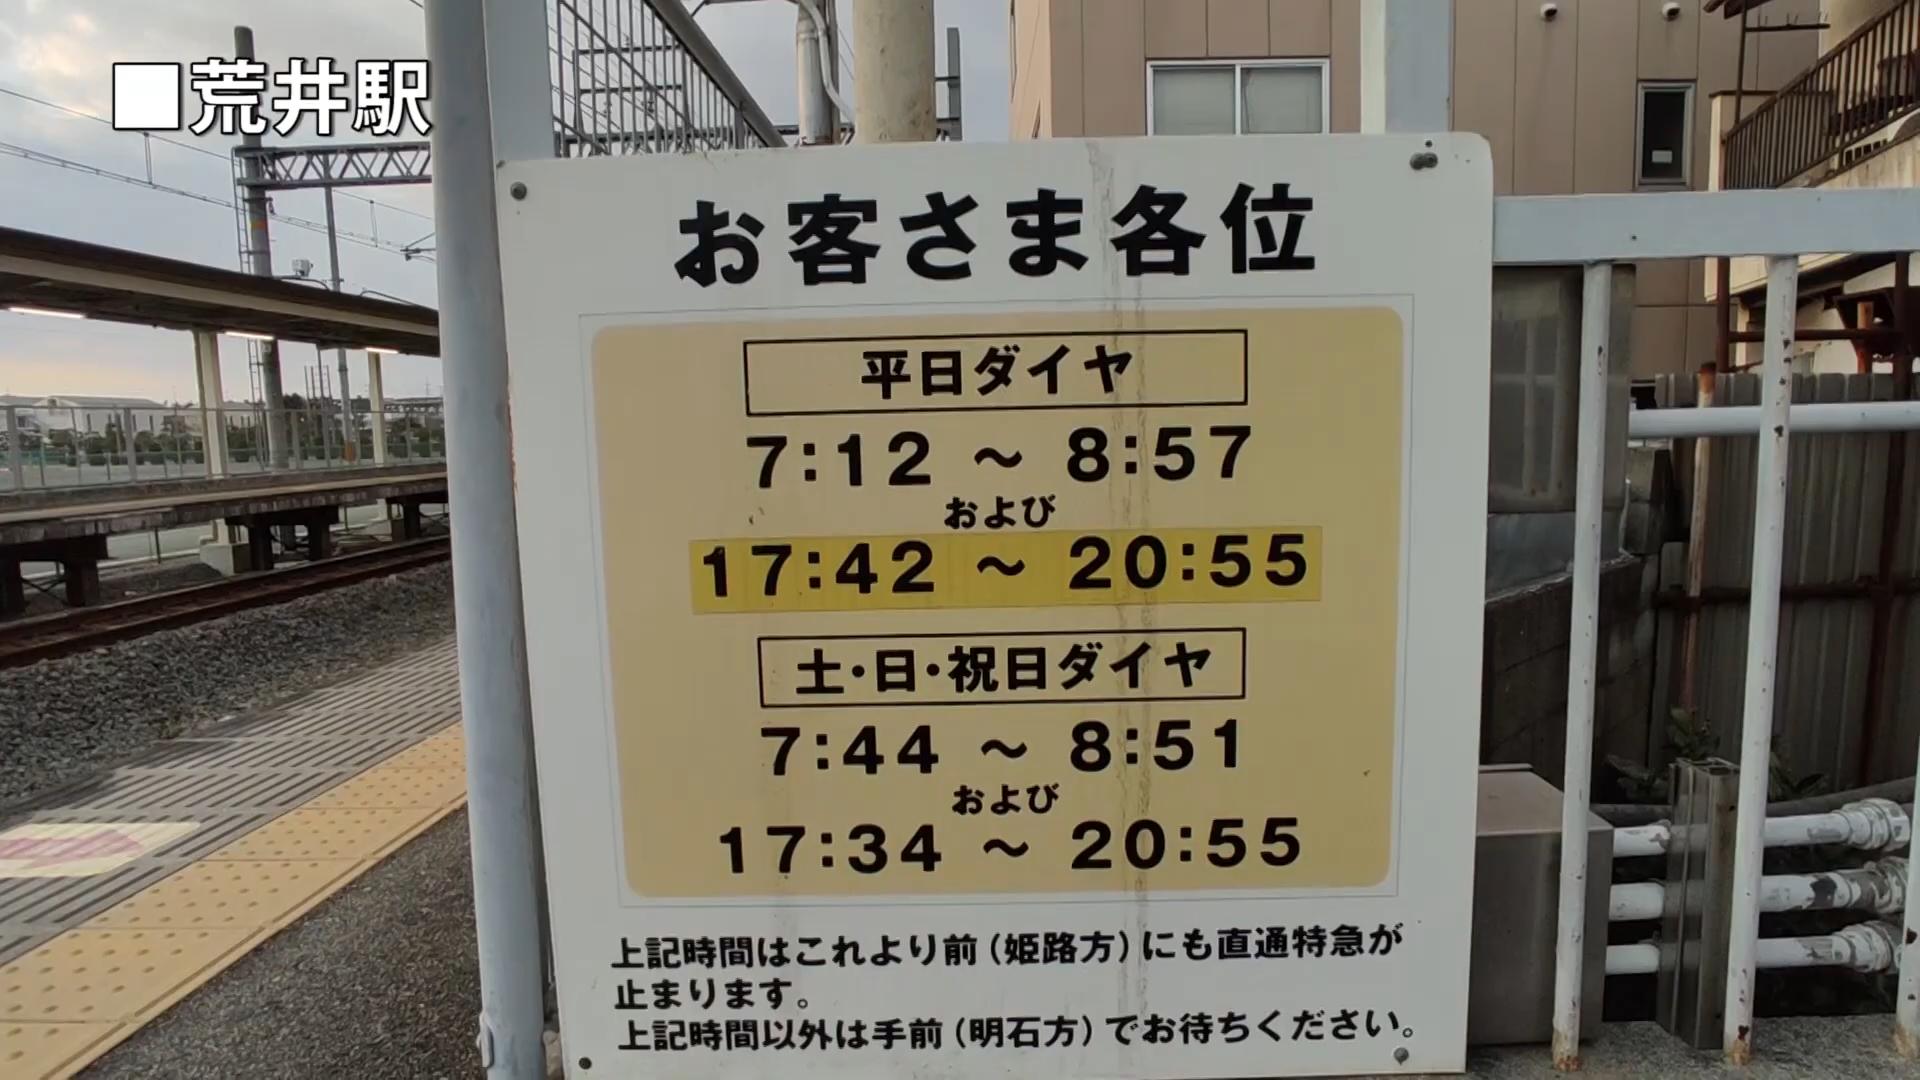 ■荒井駅
お客さま各位
平日ダイヤ
7:12 ～ 8:57
および
17:42 ～ 20:55
土・日・祝日ダイヤ
7:44 ～ 8:51
および
17:34 ～ 20:55
上記時間はこれより前(姫路方)にも直通特急が
止まります。
上記時間以外は手前(明石方)でお待ちください。